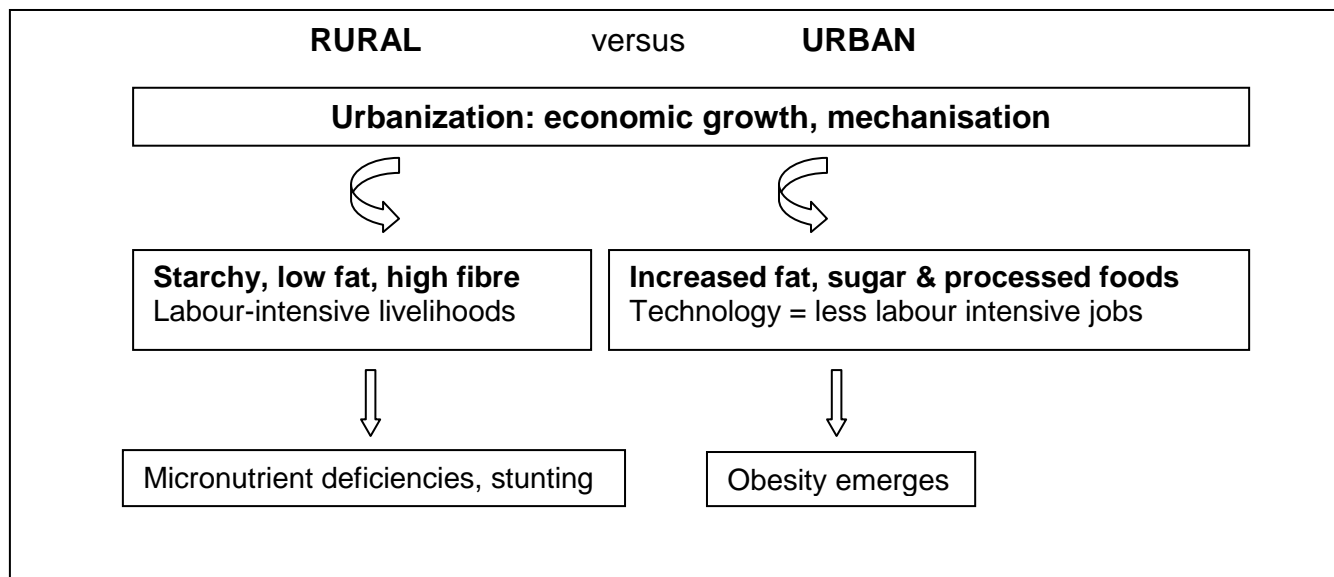 RURAL versus URBAN
Urbanization: economic growth, mechanisation
Starchy, low fat, high fibre
Labour-intensive livelihoods
Increased fat, sugar & processed foods
Technology = less labour intensive jobs
Micronutrient deficiencies, stunting
Obesity emerges